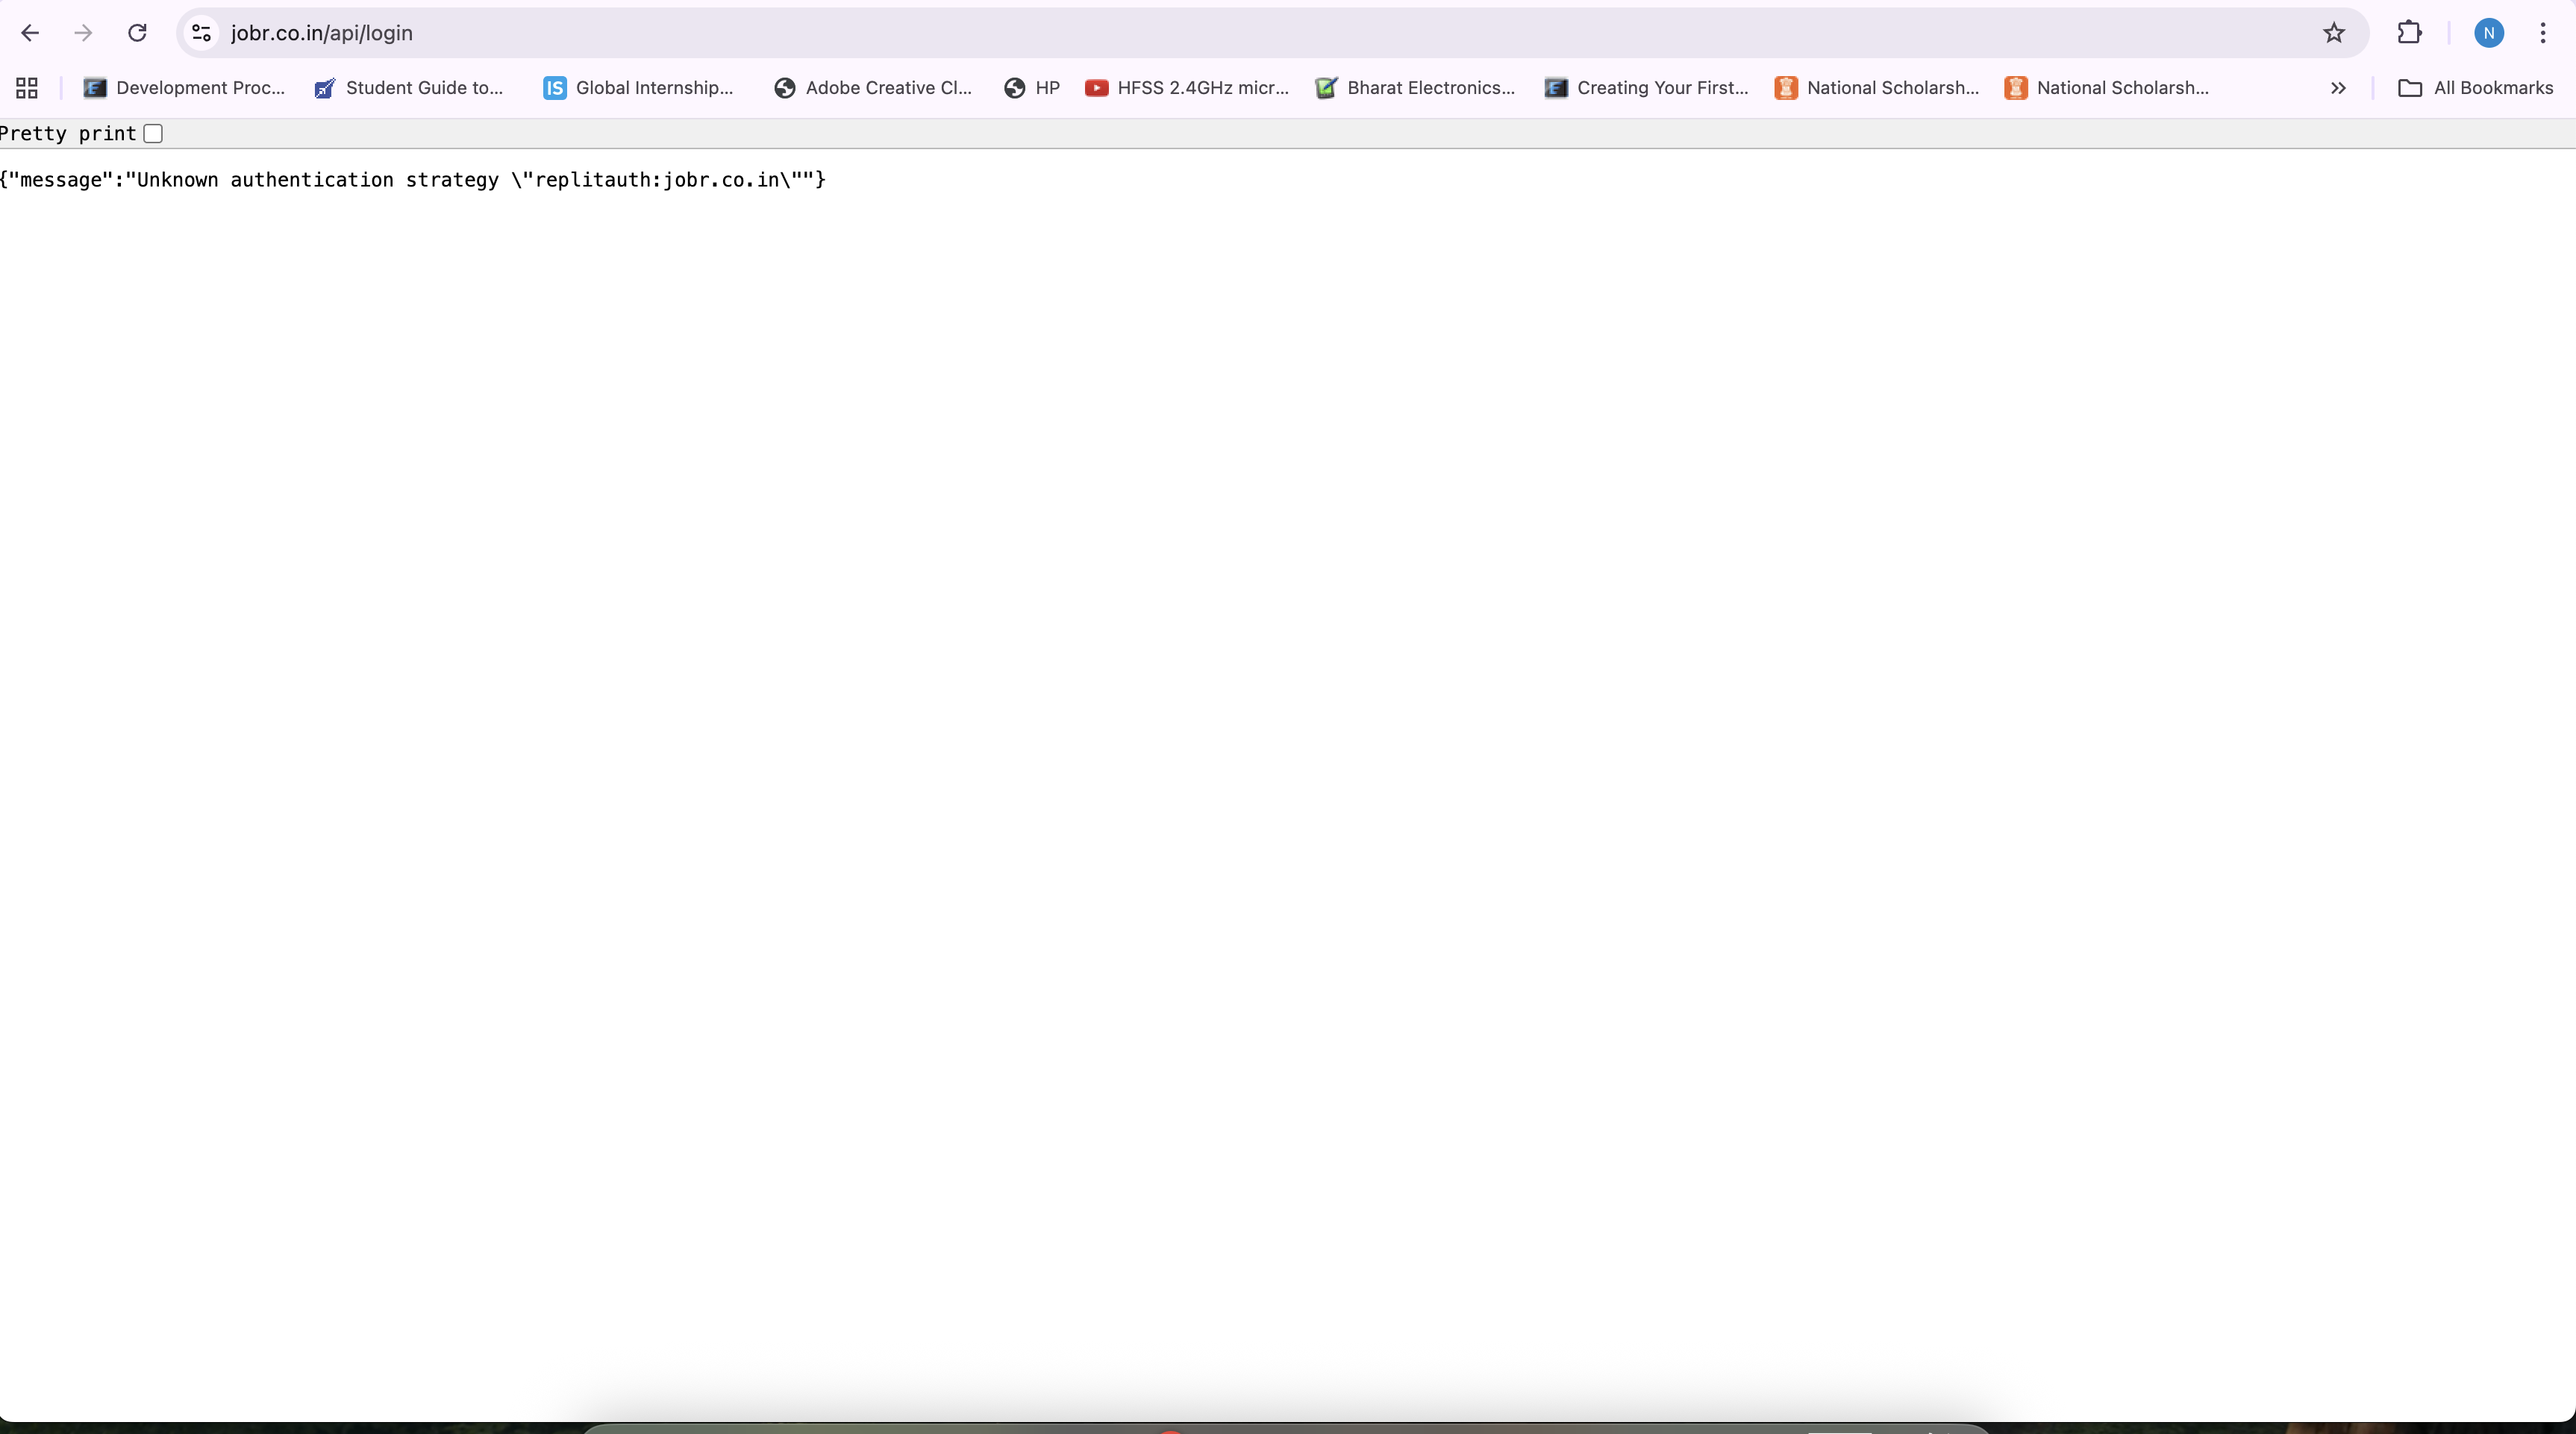 jobr.co.in/api/login
N
Development Proc...
Student Guide to...
IS Global Internship...
Adobe Creative Cl...
HP
HFSS 2.4GHz micr...
Bharat Electronics...
Creating Your First...
National Scholarsh...
National Scholarsh...
All Bookmarks
Pretty print
{"message":"Unknown authentication strategy \"replitauth:jobr.co.in\""}